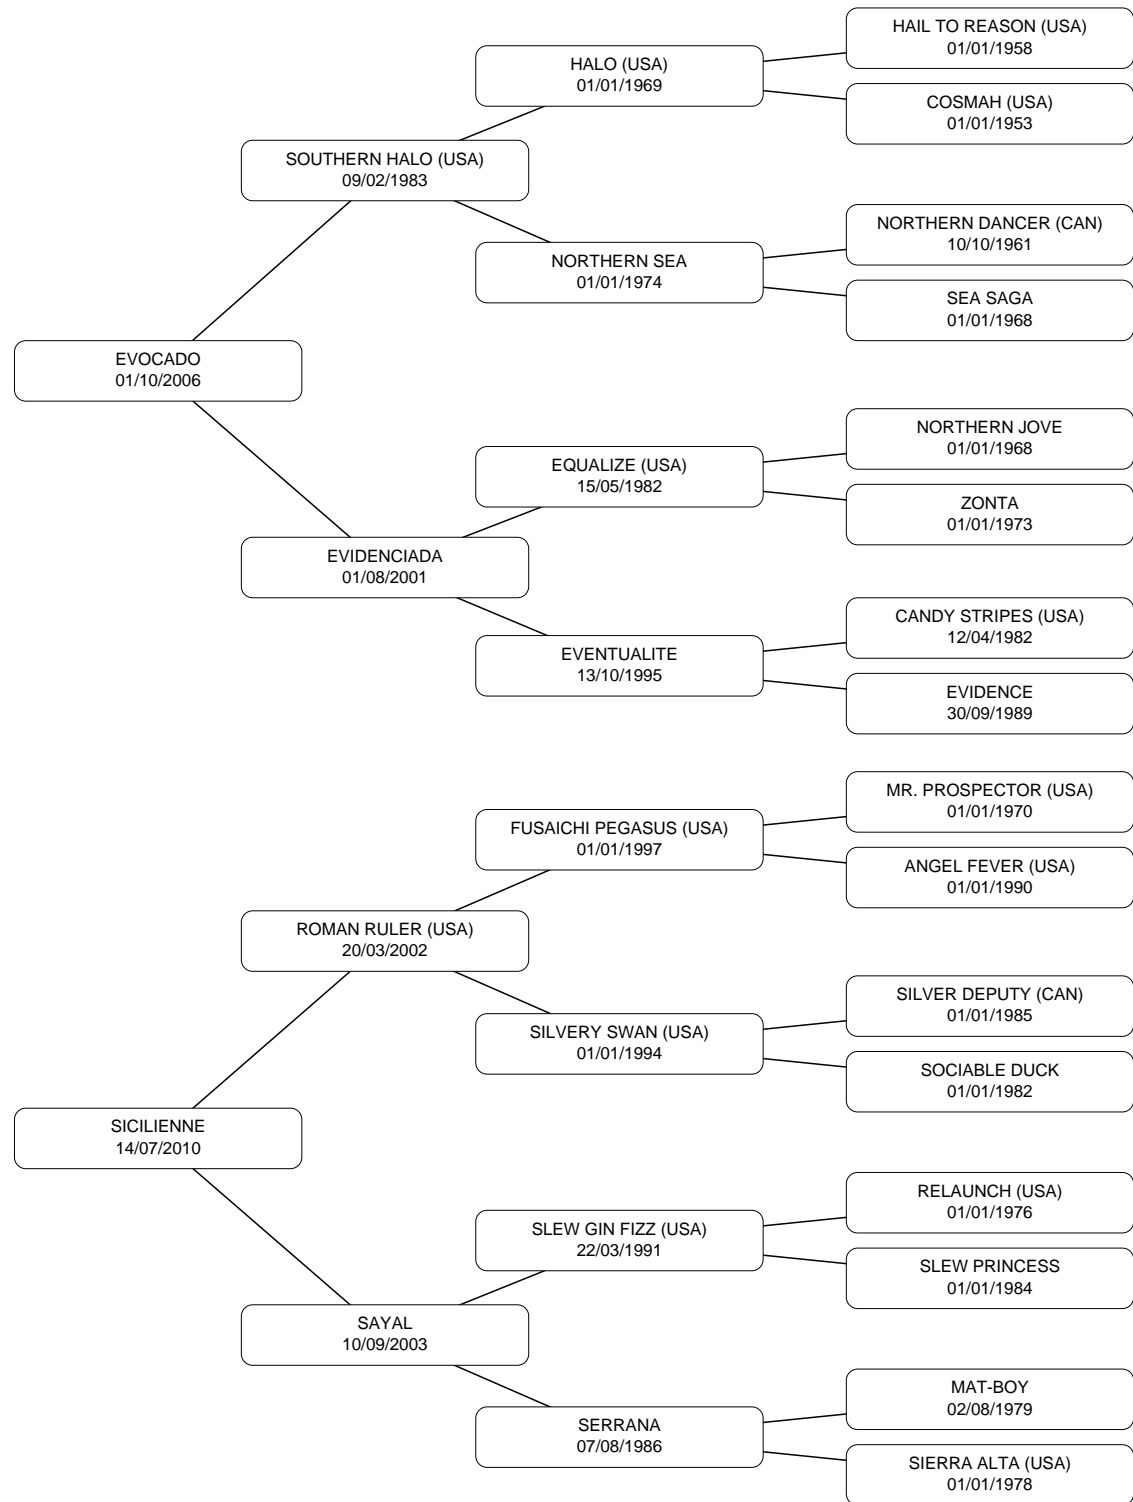 HAIL TO REASON (USA)
01/01/1958
HALO (USA)
01/01/1969
COSMAH (USA)
01/01/1953
SOUTHERN HALO (USA)
09/02/1983
NORTHERN DANCER (CAN)
10/10/1961
NORTHERN SEA
01/01/1974
SEA SAGA
01/01/1968
EVOCADO
01/10/2006
NORTHERN JOVE
01/01/1968
EQUALIZE (USA)
15/05/1982
ZONTA
01/01/1973
EVIDENCIADA
01/08/2001
CANDY STRIPES (USA)
12/04/1982
EVENTUALITE
13/10/1995
EVIDENCE
30/09/1989
MR. PROSPECTOR (USA)
01/01/1970
FUSAICHI PEGASUS (USA)
01/01/1997
ANGEL FEVER (USA)
01/01/1990
ROMAN RULER (USA)
20/03/2002
SILVER DEPUTY (CAN)
01/01/1985
SILVERY SWAN (USA)
01/01/1994
SOCIABLE DUCK
01/01/1982
SICILIENNE
14/07/2010
RELAUNCH (USA)
01/01/1976
SLEW GIN FIZZ (USA)
22/03/1991
SLEW PRINCESS
01/01/1984
SAYAL
10/09/2003
MAT-BOY
02/08/1979
SERRANA
07/08/1986
SIERRA ALTA (USA)
01/01/1978